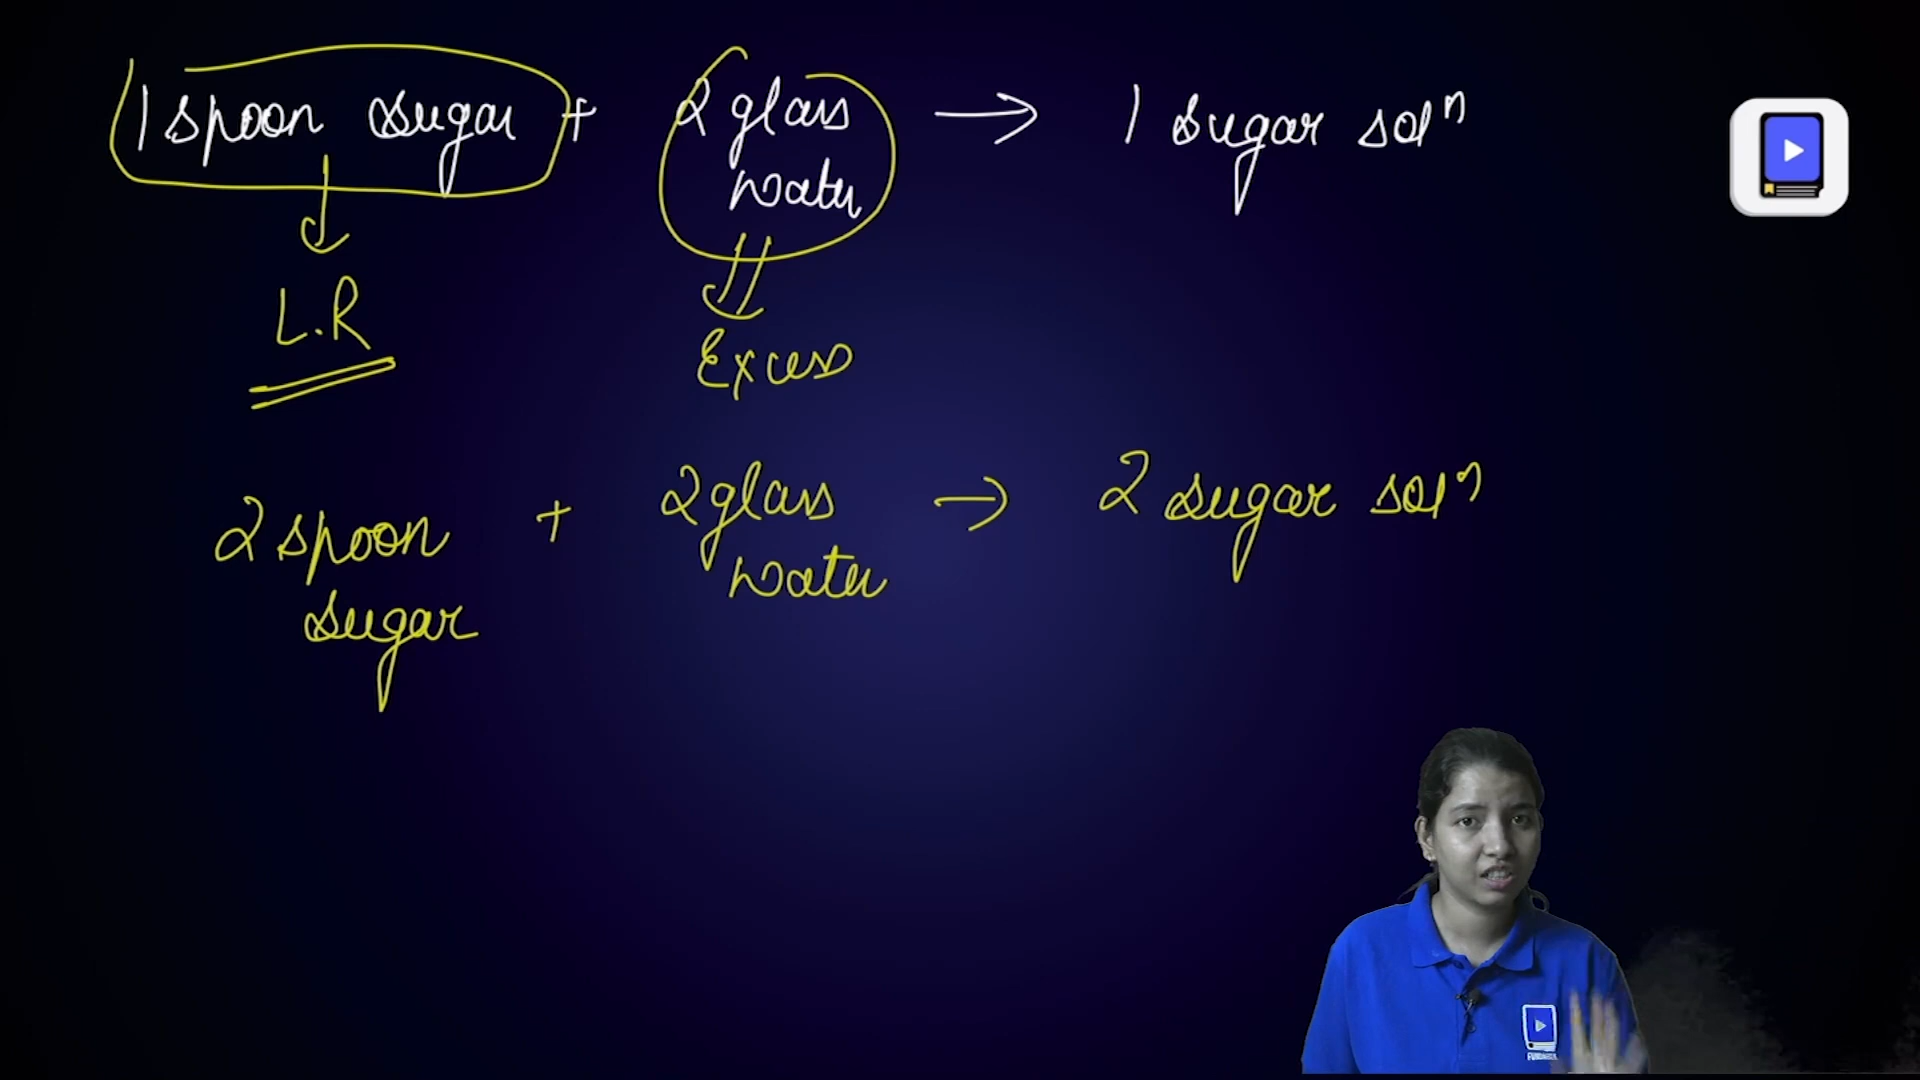 1 spoon sugar + 2 glass → 1 sugar solⁿ
water
L.R
Excess
2 spoon + 2 glass → 2 sugar solⁿ
water
sugar